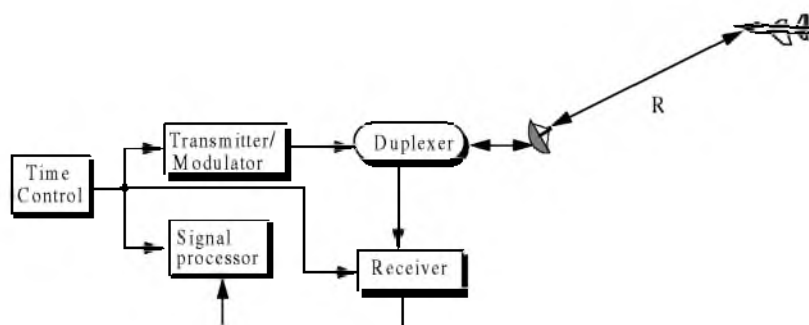 R
Transmitter/
Modulator
Duplexer
Time
Control
Signal
processor
Receiver